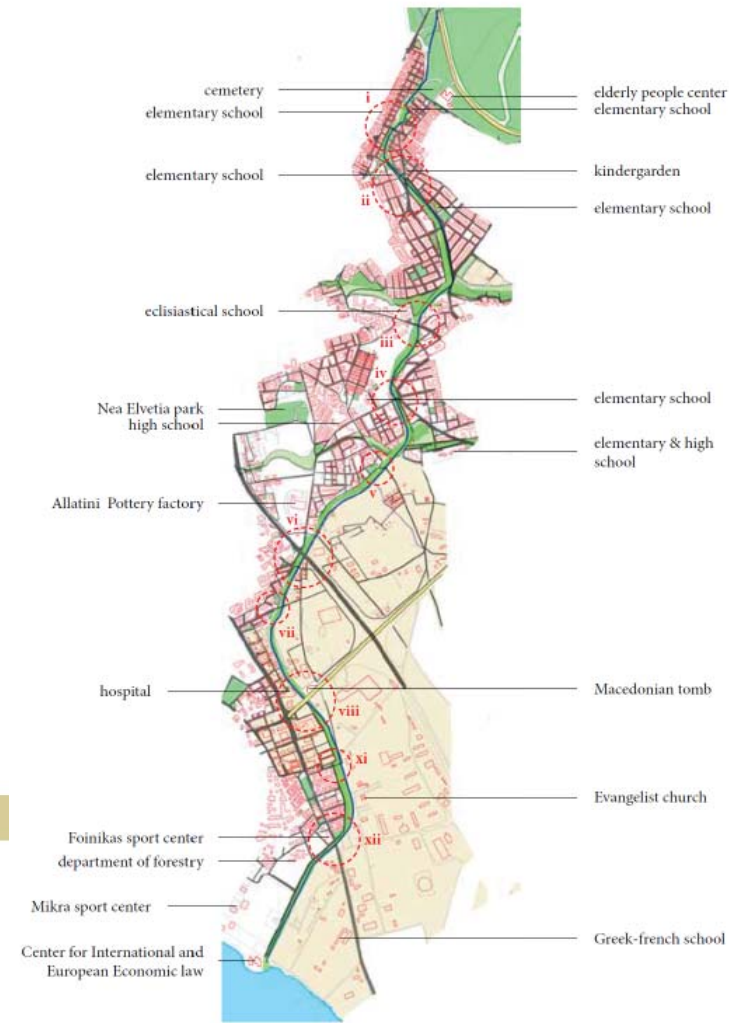 cemetery
elementary school
elementary school
eclisiastical school
Nea Elvetia park
high school
Allatini Pottery factory
hospital
Foinikas sport center
department of forestry
Mikra sport center
Center for International and
European Economic law
i
ii
iii
iv
v
vi
vii
viii
xi
xii
elderly people center
elementary school
kindergarden
elementary school
elementary school
elementary & high
school
Macedonian tomb
Evangelist church
Greek-french school